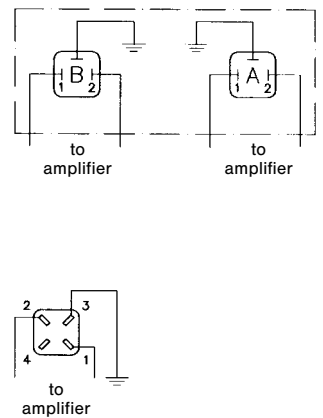 B A
1 2 1 2
to to
amplifier amplifier
2 3
4 1
to
amplifier